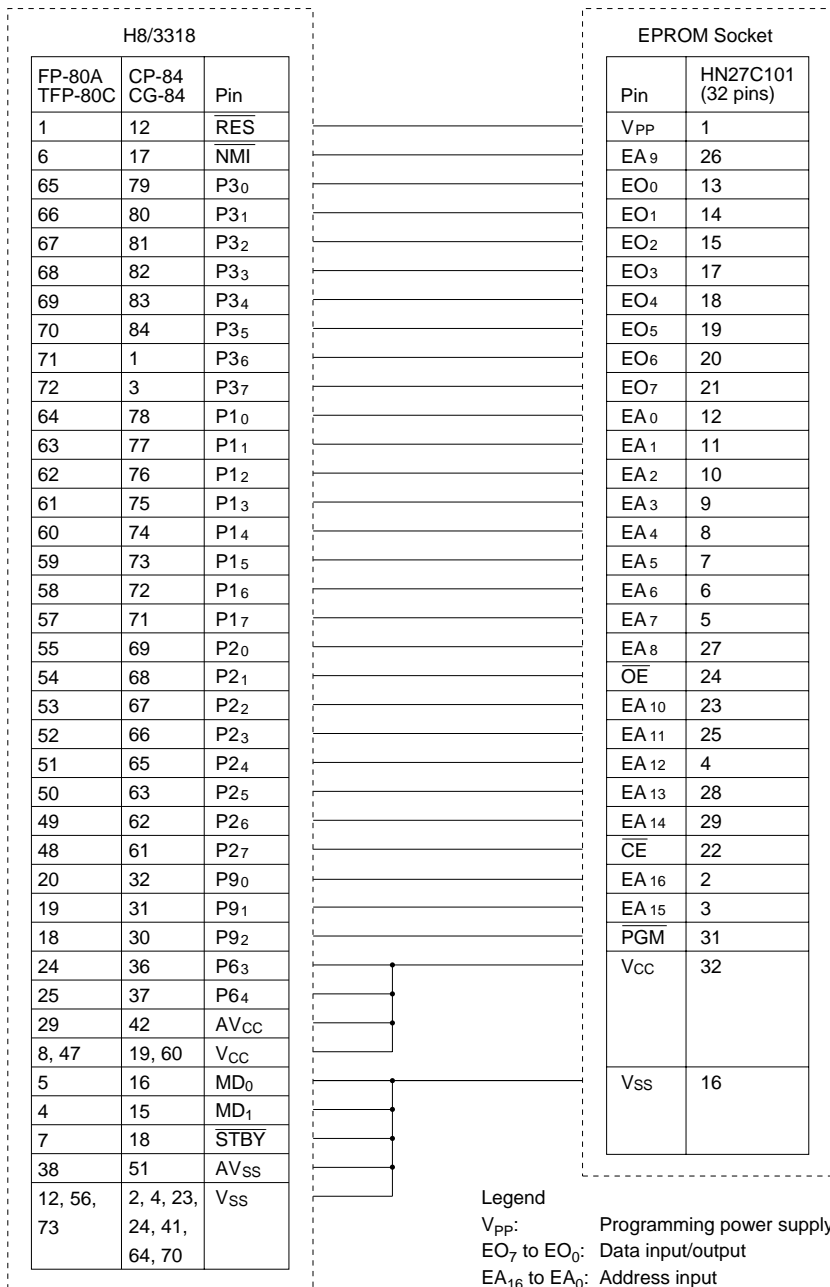 H8/3318 EPROM Socket
FP-80A TFP-80C CP-84 CG-84 Pin Pin HN27C101 (32 pins)
1 12 RES VPP 1
6 17 NMI EA9 26
65 79 P30 EO0 13
66 80 P31 EO1 14
67 81 P32 EO2 15
68 82 P33 EO3 17
69 83 P34 EO4 18
70 84 P35 EO5 19
71 1 P36 EO6 20
72 3 P37 EO7 21
64 78 P10 EA0 12
63 77 P11 EA1 11
62 76 P12 EA2 10
61 75 P13 EA3 9
60 74 P14 EA4 8
59 73 P15 EA5 7
58 72 P16 EA6 6
57 71 P17 EA7 5
55 69 P20 EA8 27
54 68 P21 OE 24
53 67 P22 EA10 23
52 66 P23 EA11 25
51 65 P24 EA12 4
50 63 P25 EA13 28
49 62 P26 EA14 29
48 61 P27 CE 22
20 32 P90 EA16 2
19 31 P91 EA15 3
18 30 P92 PGM 31
24 36 P63 VCC 32
25 37 P64
29 42 AVCC
8, 47 19, 60 VCC
5 16 MD0 VSS 16
4 15 MD1
7 18 STBY
38 51 AVSS
12, 56, 73 2, 4, 23, 24, 41, 64, 70 VSS
Legend
VPP: Programming power supply
EO7 to EO0: Data input/output
EA16 to EA0: Address input